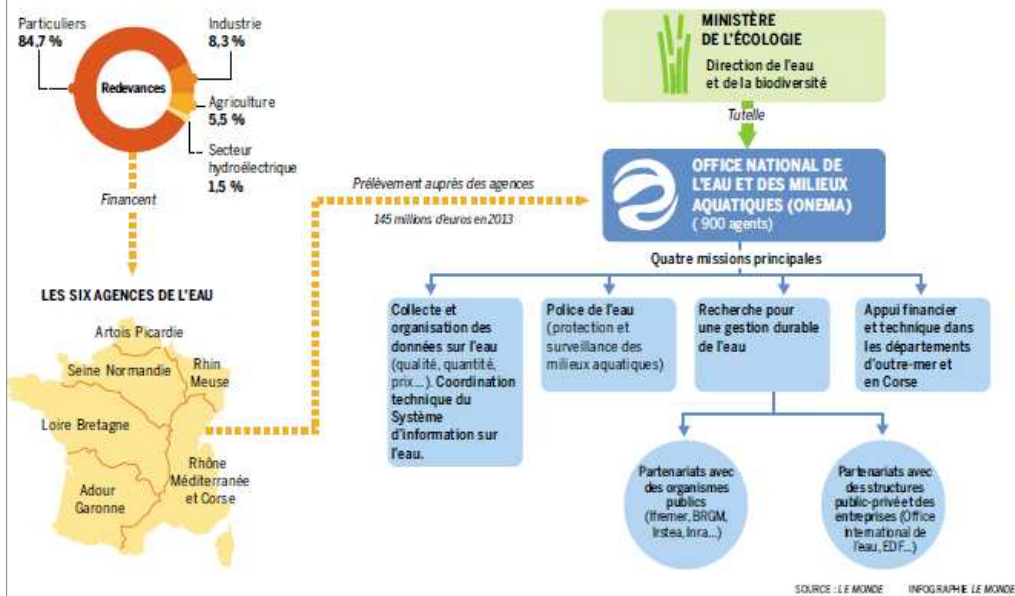 Particuliers
84,7 %
Industrie
8,3 %
Redevances
Agriculture
5,5 %
Secteur
hydroélectrique
1,5 %
Financent
LES SIX AGENCES DE L'EAU
Artois Picardie
Seine Normandie
Rhin
Meuse
Loire Bretagne
Rhône
Méditerranée
et Corse
Adour
Garonne
Prélèvement auprès des agences
145 millions d'euros en 2013
MINISTÈRE
DE L'ÉCOLOGIE
Direction de l'eau
et de la biodiversité
Tutelle
OFFICE NATIONAL DE
L'EAU ET DES MILIEUX
AQUATIQUES (ONEMA)
( 900 agents)
Quatre missions principales
Collecte et
organisation des
données sur l'eau
(qualité, quantité,
prix...). Coordination
technique du
Système
d'information sur
l'eau.
Police de l'eau
(protection et
surveillance des
milieux aquatiques)
Recherche pour
une gestion durable
de l'eau
Appui financier
et technique dans
les départements
d'outre-mer et
en Corse
Partenariats avec
des organismes
publics
(Ifremer, BRGM,
Irstea, Inra...)
Partenariats avec
des structures
public-privé et des
entreprises (Office
international de
l'eau, EDF...)
SOURCE : LE MONDE INFOGRAPHIE LE MONDE